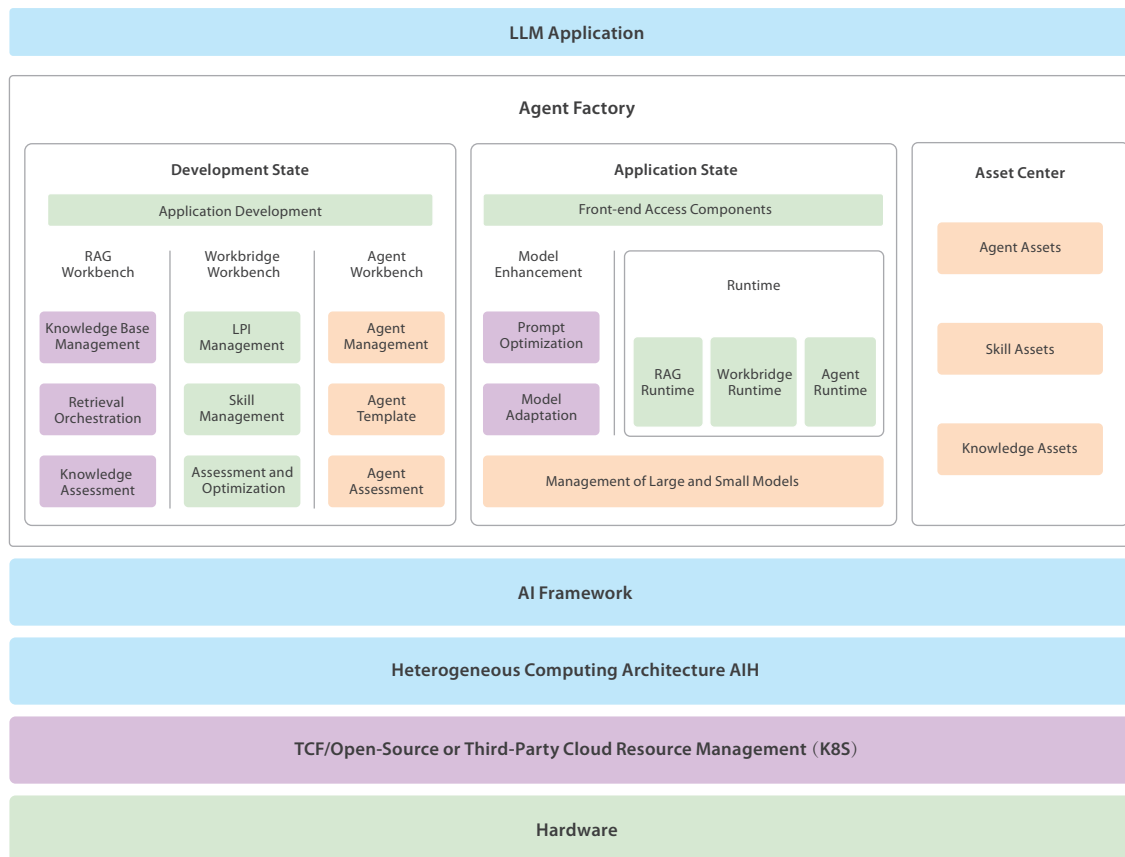 LLM Application
Agent Factory
Development State
Application Development
RAG
Workbench
Knowledge Base
Management
Retrieval
Orchestration
Knowledge
Assessment
Workbridge
Workbench
LPI
Management
Skill
Management
Assessment and
Optimization
Agent
Workbench
Agent
Management
Agent
Template
Agent
Assessment
Application State
Front-end Access Components
Model
Enhancement
Prompt
Optimization
Model
Adaptation
Runtime
RAG
Runtime
Workbridge
Runtime
Agent
Runtime
Management of Large and Small Models
Asset Center
Agent Assets
Skill Assets
Knowledge Assets
AI Framework
Heterogeneous Computing Architecture AIH
TCF/Open-Source or Third-Party Cloud Resource Management（K8S）
Hardware